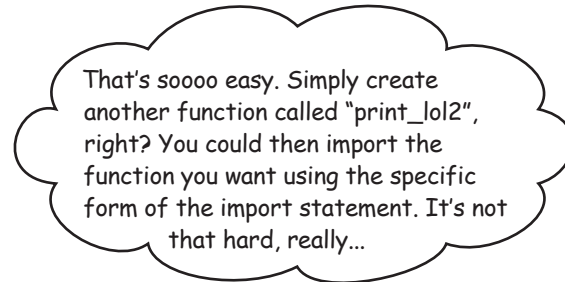 That's soooo easy. Simply create
another function called “print_lol2”,
right? You could then import the
function you want using the specific
form of the import statement. It's not
that hard, really...